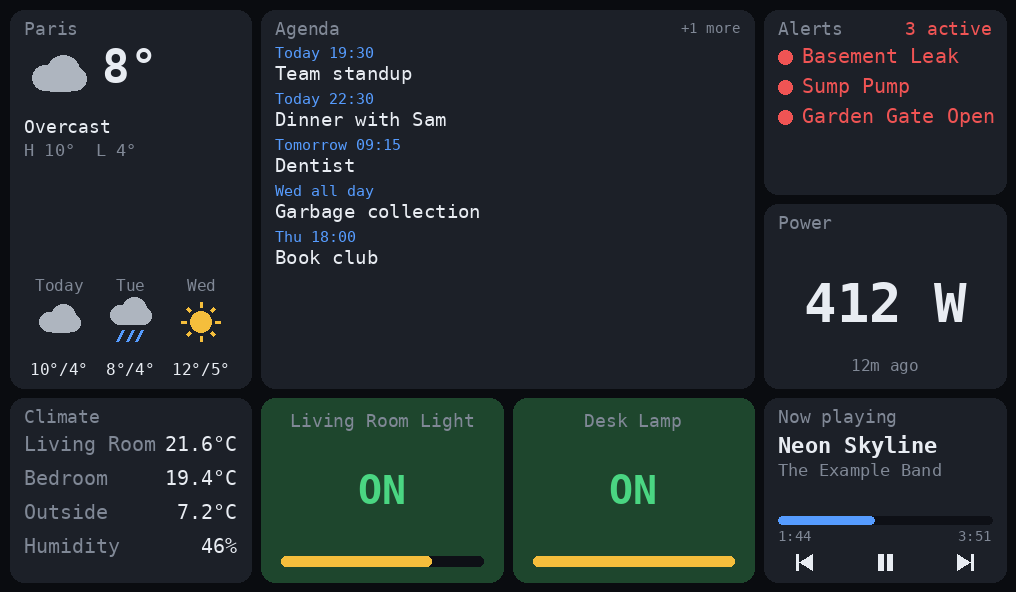 Paris
8°
Overcast
H 10°  L 4°
Today Tue Wed
10°/4° 8°/4° 12°/5°
Agenda +1 more
Today 19:30
Team standup
Today 22:30
Dinner with Sam
Tomorrow 09:15
Dentist
Wed all day
Garbage collection
Thu 18:00
Book club
Alerts 3 active
Basement Leak
Sump Pump
Garden Gate Open
Power
412 W
12m ago
Climate
Living Room 21.6°C
Bedroom 19.4°C
Outside 7.2°C
Humidity 46%
Living Room Light
ON
Desk Lamp
ON
Now playing
Neon Skyline
The Example Band
1:44 3:51